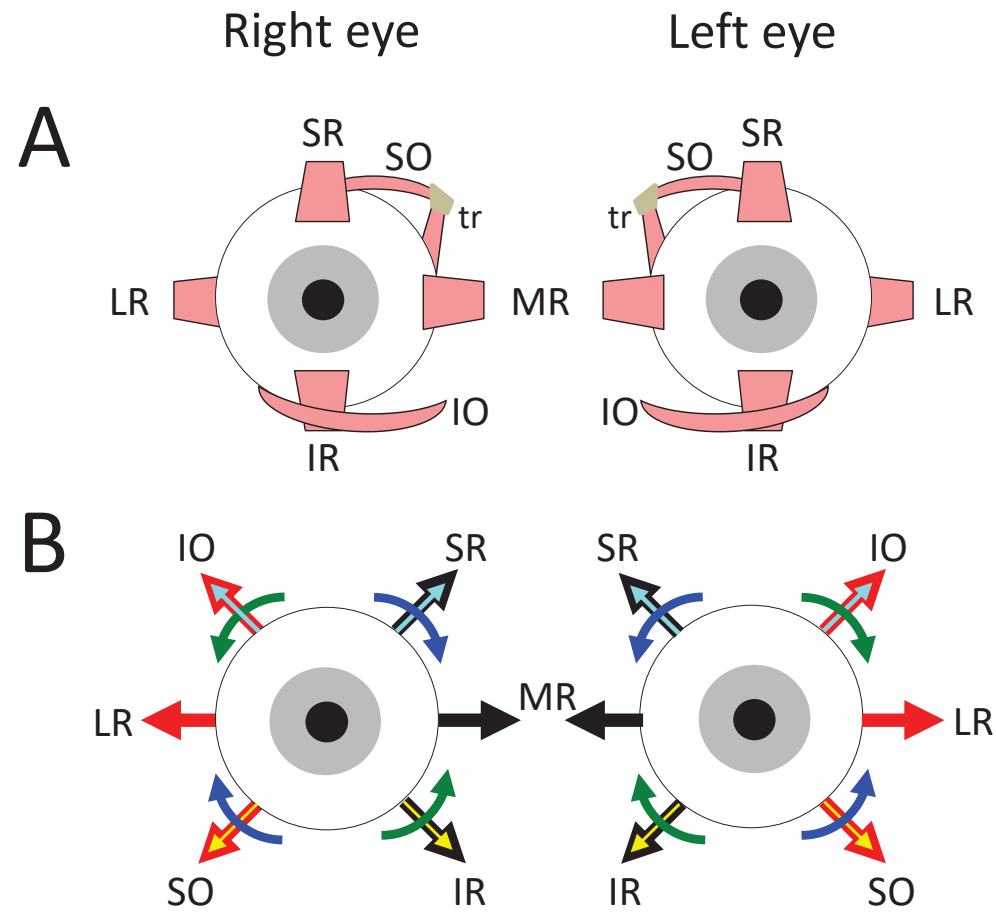 Right eye Left eye
A
SR SR
SO SO
tr tr
LR MR LR
IO IO
IR IR
B
IO SR SR IO
LR MR LR
SO IR IR SO